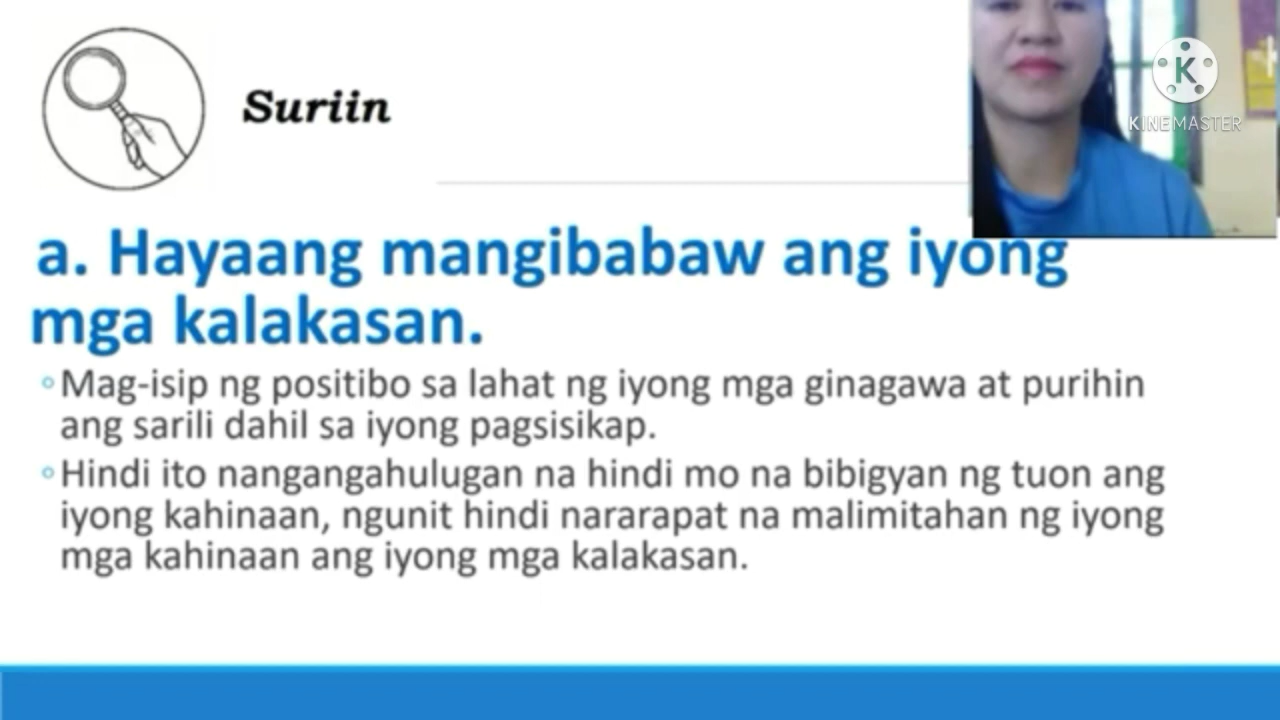 Suriin
K
KINEMASTER
a. Hayaang mangibabaw ang iyong
mga kalakasan.
Mag-isip ng positibo sa lahat ng iyong mga ginagawa at purihin
ang sarili dahil sa iyong pagsisikap.
Hindi ito nangangahulugan na hindi mo na bibigyan ng tuon ang
iyong kahinaan, ngunit hindi nararapat na malimitahan ng iyong
mga kahinaan ang iyong mga kalakasan.